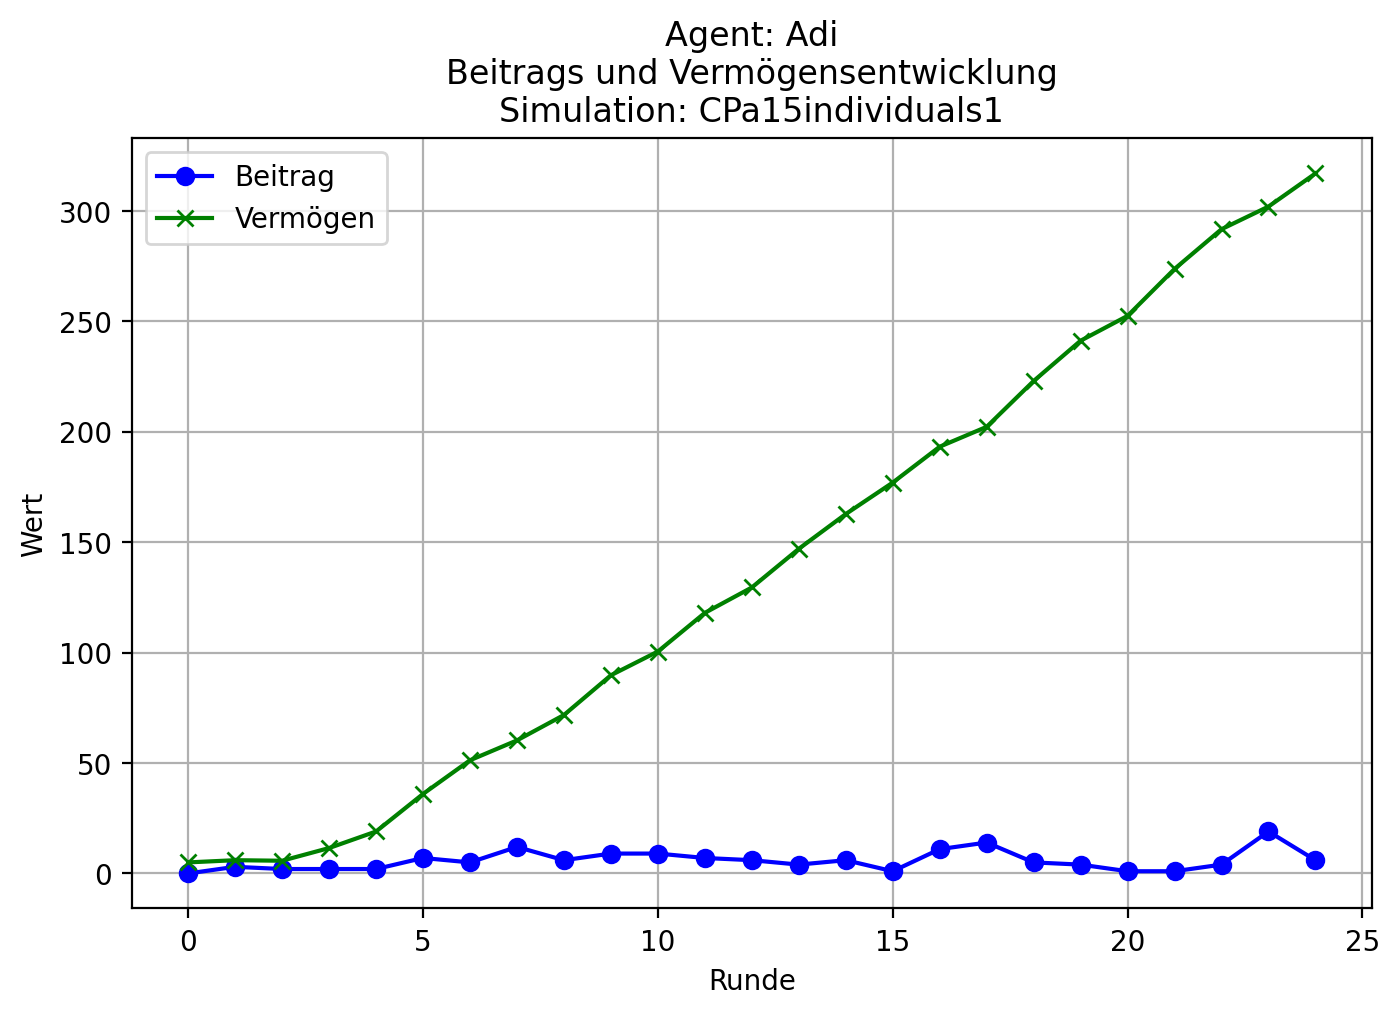 Agent: Adi
Beitrags und Vermögensentwicklung
Simulation: CPa15individuals1
Beitrag
Vermögen
300
250
200
150
100
50
0
Wert
0 5 10 15 20 25
Runde